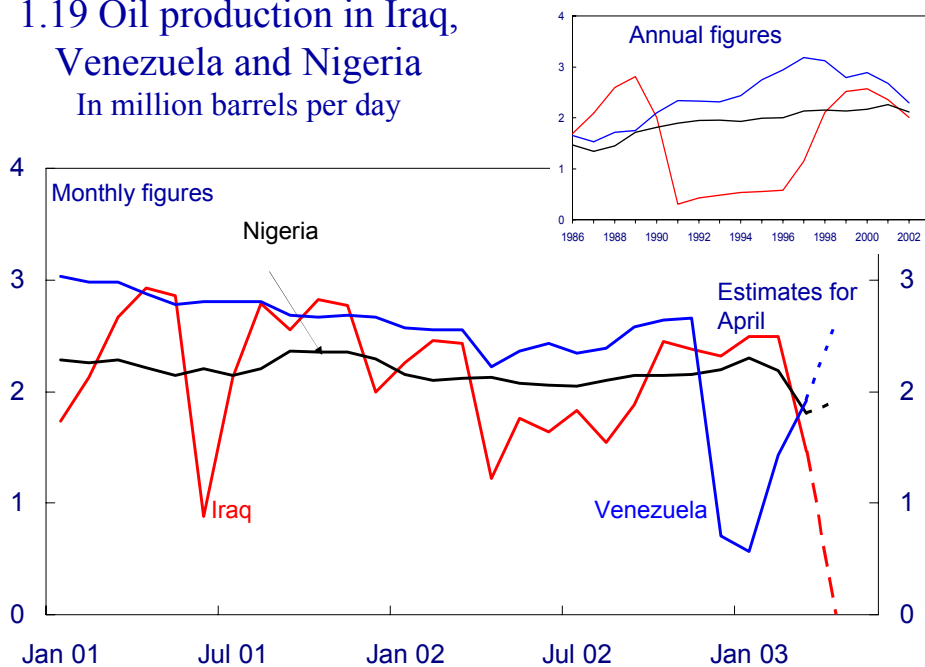 1.19 Oil production in Iraq,
Venezuela and Nigeria
In million barrels per day
Annual figures
4
3
2
1
0
1986 1988 1990 1992 1994 1996 1998 2000 2002
Monthly figures
Nigeria
Estimates for
April
Iraq
Venezuela
4
3
2
1
0
3
2
1
0
Jan 01 Jul 01 Jan 02 Jul 02 Jan 03